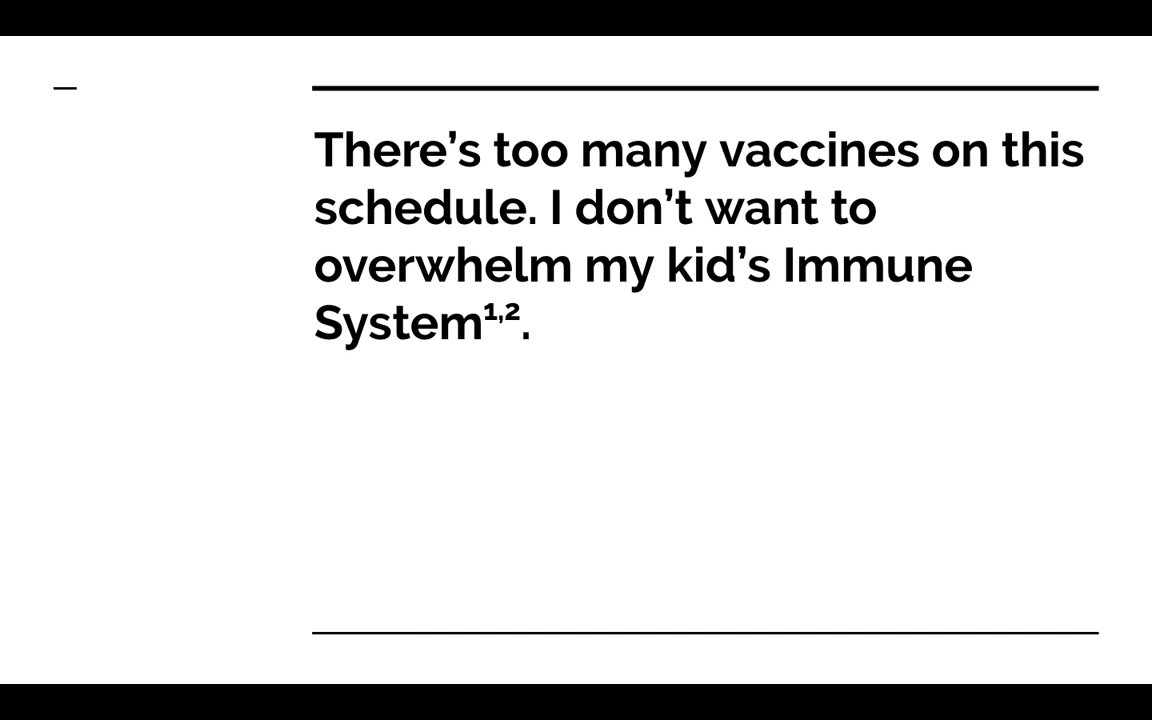 There’s too many vaccines on this
schedule. I don’t want to
overwhelm my kid’s Immune
System¹,².